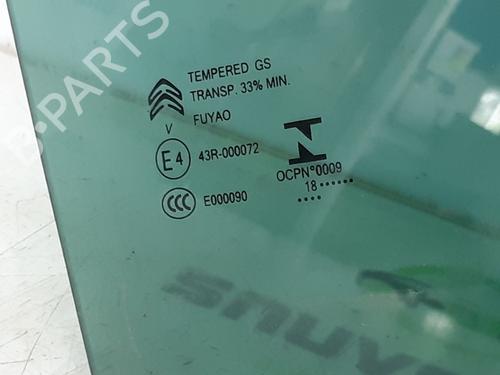 TEMPERED GS
TRANSP. 33% MIN.
FUYAO
V
E4 43R-000072
CCC E000090
OCPN°0009
18.......
....
B-PARTS